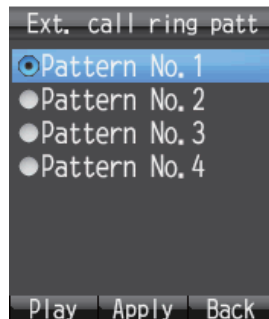 Ext. call ring patt
Pattern No.1
Pattern No.2
Pattern No.3
Pattern No.4
Play Apply Back